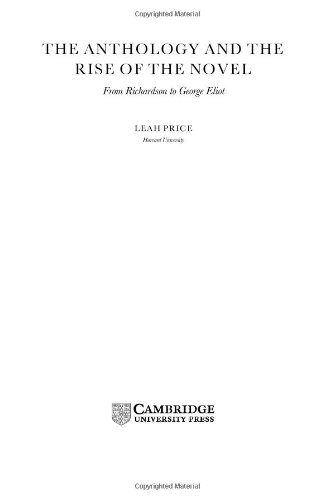 Copyrighted Material
THE ANTHOLOGY AND THE
RISE OF THE NOVEL
From Richardson to George Eliot
LEAH PRICE
Harvard University
CAMBRIDGE
UNIVERSITY PRESS
Copyrighted Material